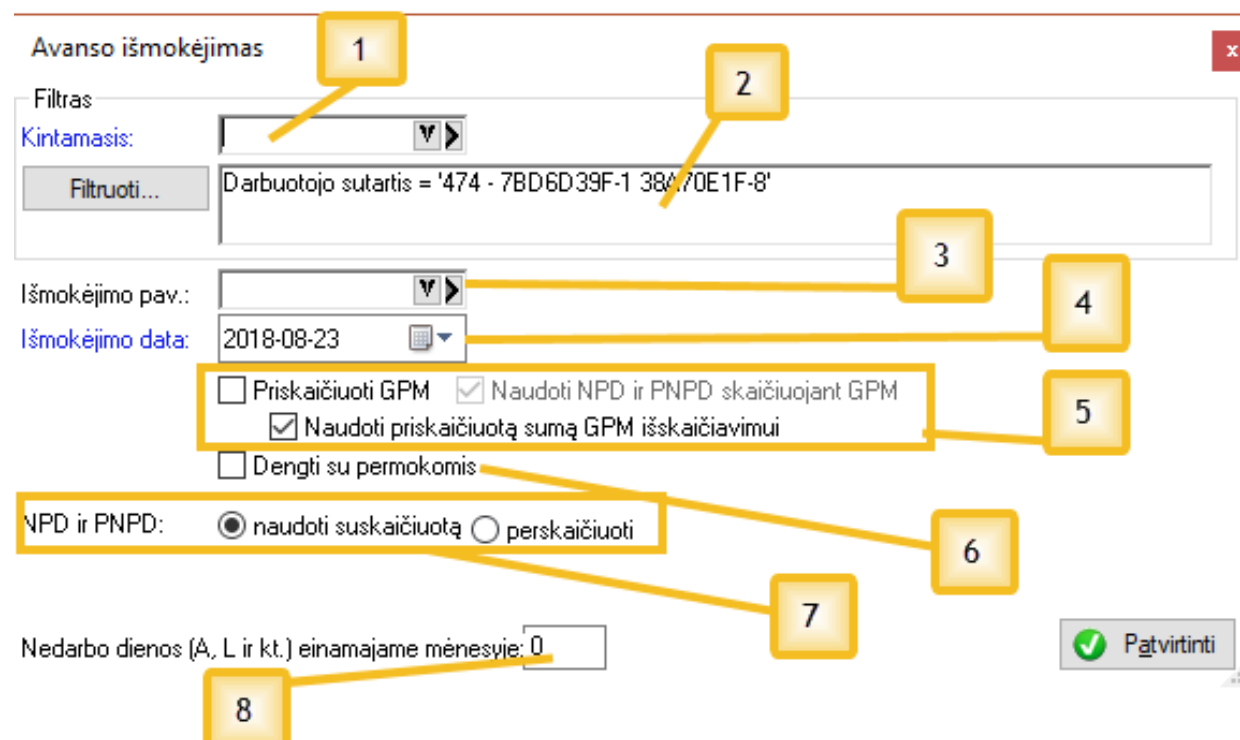 Avanso išmokėjimas
1
x
2
Filtras
Kintamasis:
Filtruoti...
Darbuotojo sutartis = '474 - 7BD6D39F-1 38A70E1F-8'
3
Išmokėjimo pav.:
4
Išmokėjimo data: 2018-08-23
Priskaičiuoti GPM Naudoti NPD ir PNPD skaičiuojant GPM
5
Naudoti priskaičiuotą sumą GPM išskaičiavimui
Dengti su permokomis
NPD ir PNPD: naudoti suskaičiuotą perskaičiuoti
6
7
Nedarbo dienos (A, L ir kt.) einamajame mėnesyje: 0
Patvirtinti
8